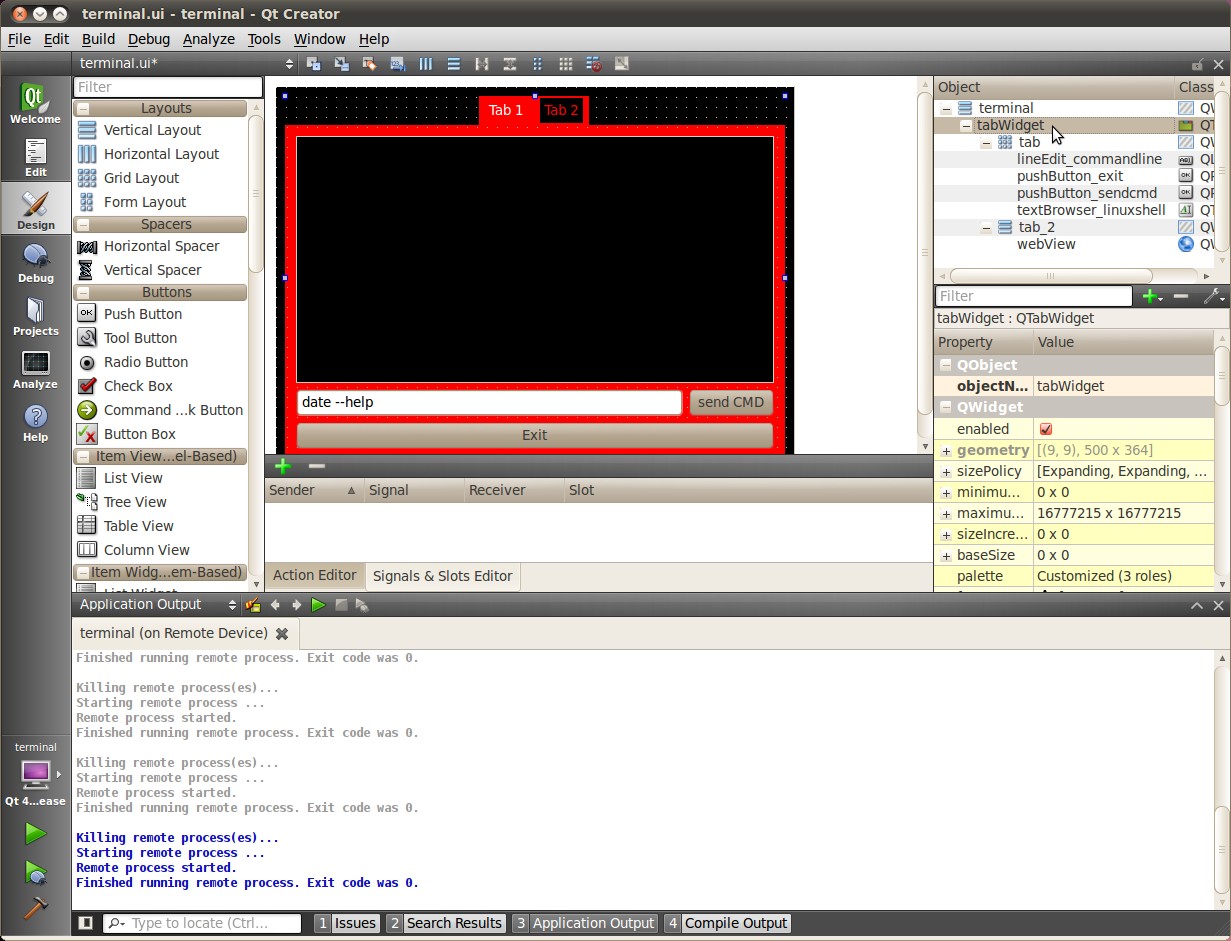 terminal.ui - terminal - Qt Creator
File Edit Build Debug Analyze Tools Window Help
terminal.ui*
Qt
Welcome
Edit
Design
Debug
Projects
Analyze
Help
terminal
Qt 4...ease
Filter
Layouts
Vertical Layout
Horizontal Layout
Grid Layout
Form Layout
Spacers
Horizontal Spacer
Vertical Spacer
Buttons
OK Push Button
Tool Button
Radio Button
Check Box
Command ...k Button
Button Box
Item View...el-Based)
List View
Tree View
Table View
Column View
Item Widg...em-Based)
List Widget
Tab 1 Tab 2
date --help
send CMD
Exit
Sender Signal Receiver Slot
Action Editor Signals & Slots Editor
Object Class
terminal QW
tabWidget QT
tab QW
lineEdit_commandline QL
pushButton_exit QP
pushButton_sendcmd QP
textBrowser_linuxshell QT
tab_2 QW
webView QW
Filter
tabWidget : QTabWidget
Property Value
QObject
objectN... tabWidget
QWidget
enabled
geometry [(9, 9), 500 x 364]
sizePolicy [Expanding, Expanding, ...
minimu... 0 x 0
maximu... 16777215 x 16777215
sizeIncre... 0 x 0
baseSize 0 x 0
palette Customized (3 roles)
Application Output
terminal (on Remote Device)
Finished running remote process. Exit code was 0.
Killing remote process(es)...
Starting remote process ...
Remote process started.
Finished running remote process. Exit code was 0.
Killing remote process(es)...
Starting remote process ...
Remote process started.
Finished running remote process. Exit code was 0.
Killing remote process(es)...
Starting remote process ...
Remote process started.
Finished running remote process. Exit code was 0.
Type to locate (Ctrl...
1 Issues 2 Search Results 3 Application Output 4 Compile Output